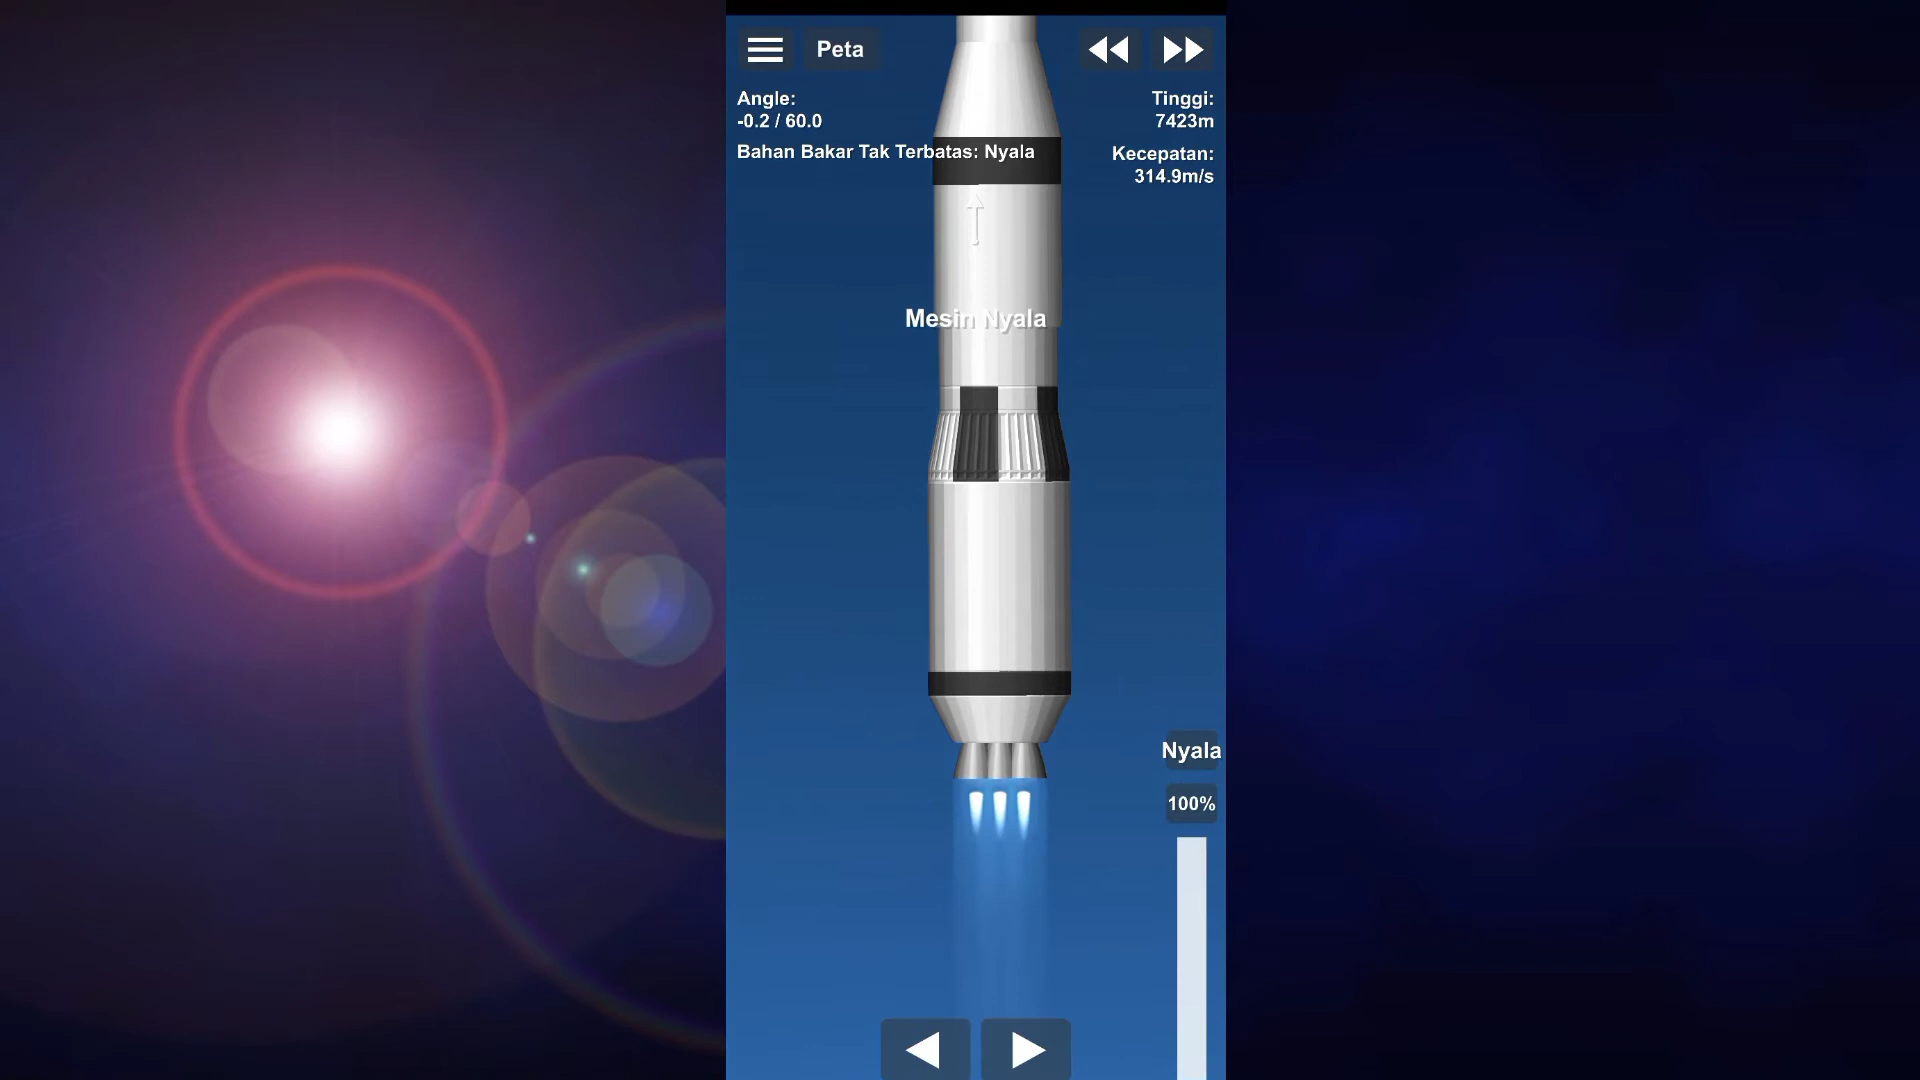 Peta
Angle:
-0.2 / 60.0
Bahan Bakar Tak Terbatas: Nyala
Tinggi:
7423m
Kecepatan:
314.9m/s
Mesin Nyala
Nyala
100%